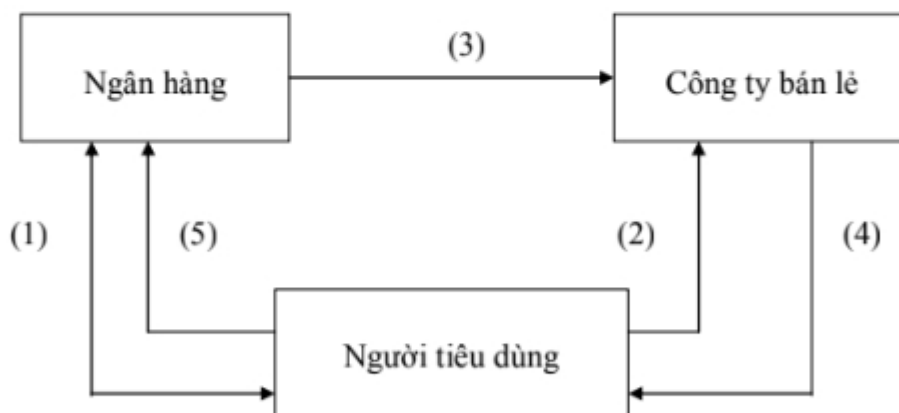 (3)
Ngân hàng
Công ty bán lẻ
(1)
(5)
(2)
(4)
Người tiêu dùng